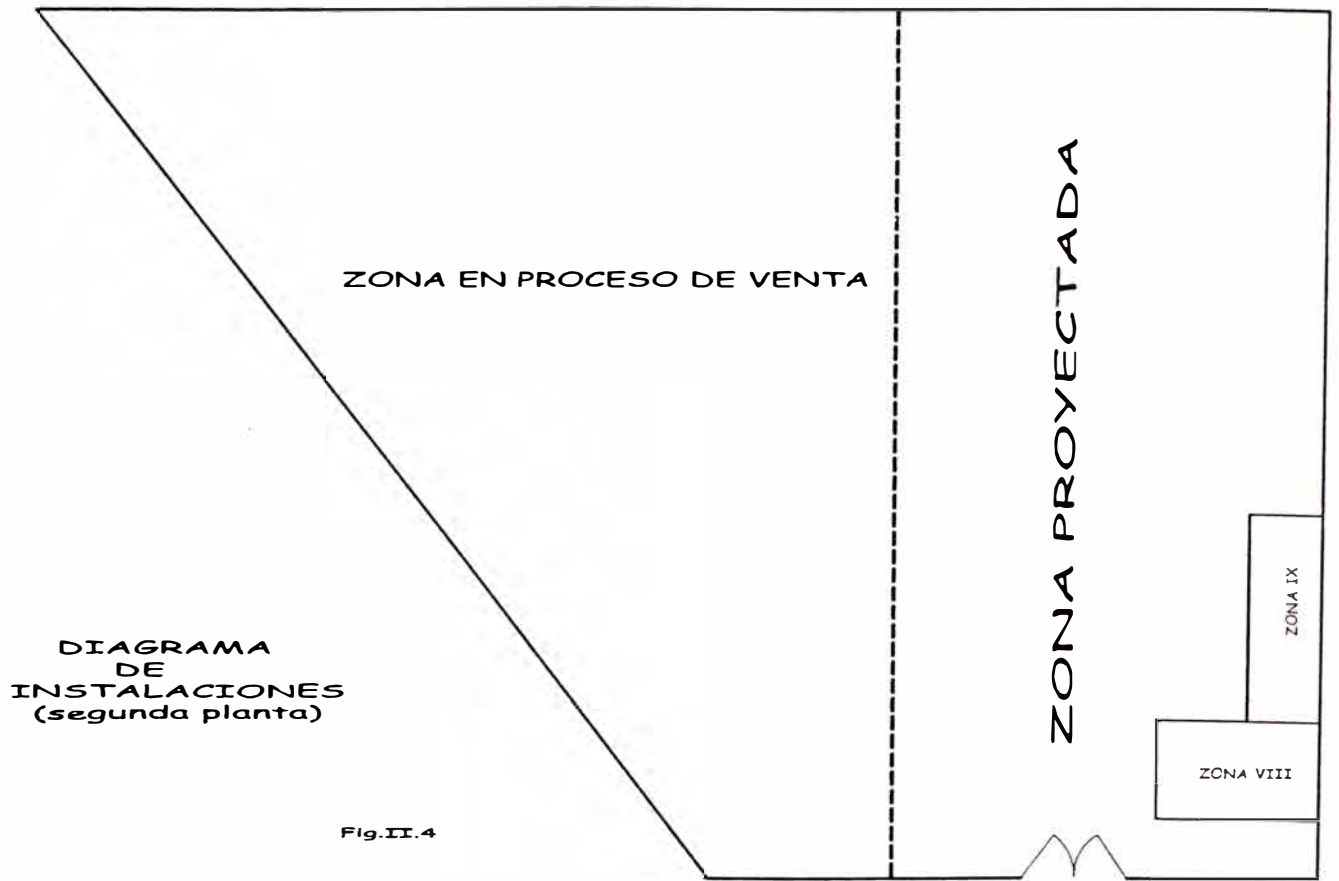 ZONA EN PROCESO DE VENTA
ZONA PROYECTADA
ZONA IX
ZONA VIII
DIAGRAMA
DE
INSTALACIONES
(segunda planta)
Fig.II.4